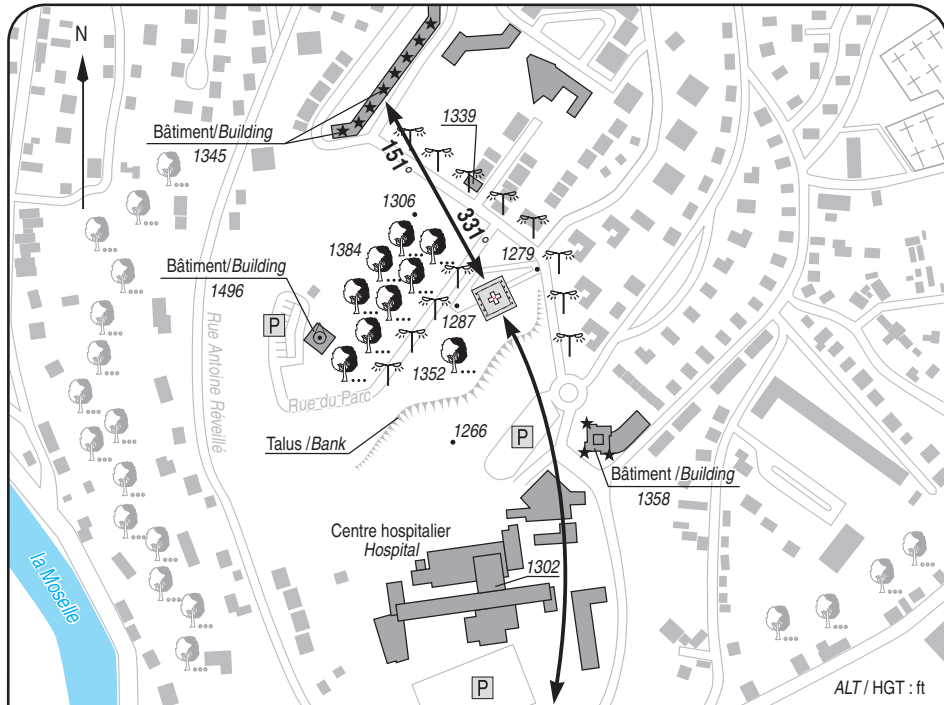 N
Bâtiment/Building
1345
1339
151°
331°
1306
1384
1279
Bâtiment/Building
1496
P
1287
1352
Rue Antoine Réveillé
Rue du Parc
Talus /Bank
1266
P
Bâtiment /Building
1358
Centre hospitalier
Hospital
1302
la Moselle
P
ALT / HGT : ft